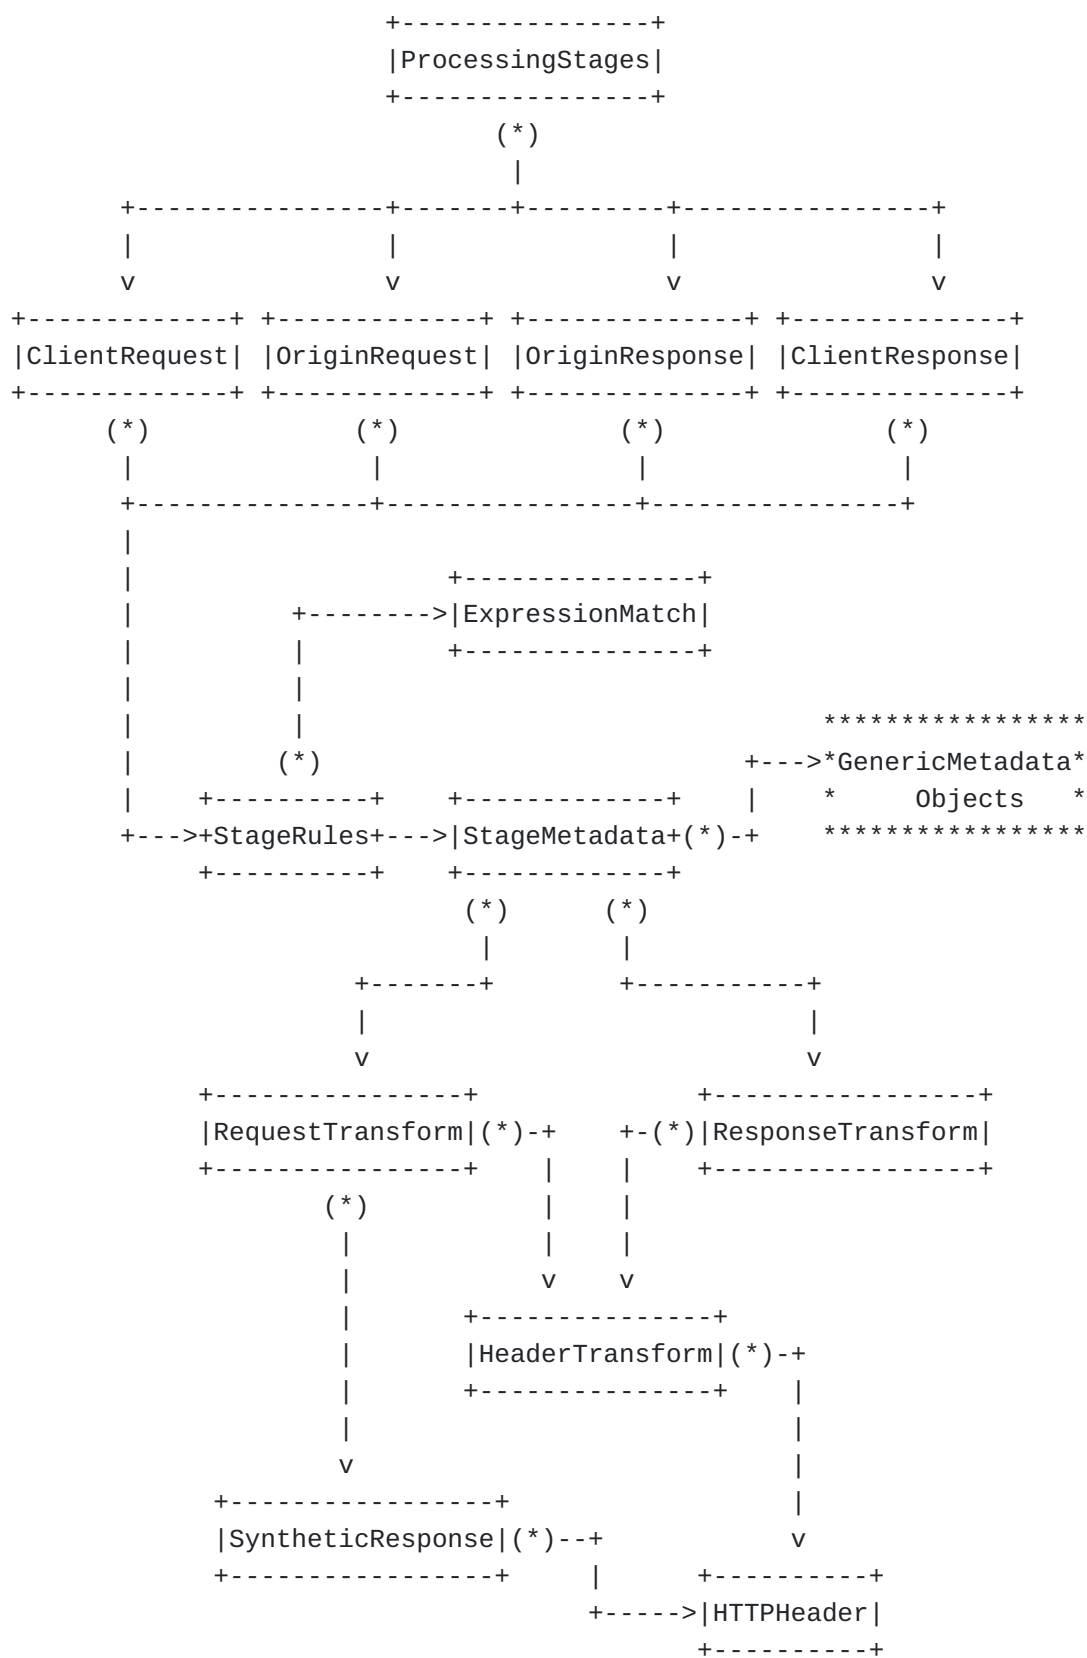 +----------------+
|ProcessingStages|
+----------------+
(*)
|
+----------------+-------+---------+----------------+
| | | |
v v v v
+-------------+ +-------------+ +--------------+ +--------------+
|ClientRequest| |OriginRequest| |OriginResponse| |ClientResponse|
+-------------+ +-------------+ +--------------+ +--------------+
(*) (*) (*) (*)
| | | |
+---------------+----------------+----------------+
|
| +---------------+
| +-------->|ExpressionMatch|
| | +---------------+
| |
| | *****************
| (*) +--->*GenericMetadata*
| +----------+ +-------------+ | * Objects *
+--->+StageRules+--->|StageMetadata+(*)-+ *****************
+----------+ +-------------+
(*) (*)
| |
+-------+ +-----------+
| |
v v
+----------------+ +-----------------+
|RequestTransform|(*)-+ +-(*)|ResponseTransform|
+----------------+ | | +-----------------+
(*) | |
| | |
| v v
| +---------------+
| |HeaderTransform|(*)-+
| +---------------+ |
| |
v |
+-----------------+ |
|SyntheticResponse|(*)--+ v
+-----------------+ | +----------+
+----->|HTTPHeader|
+----------+